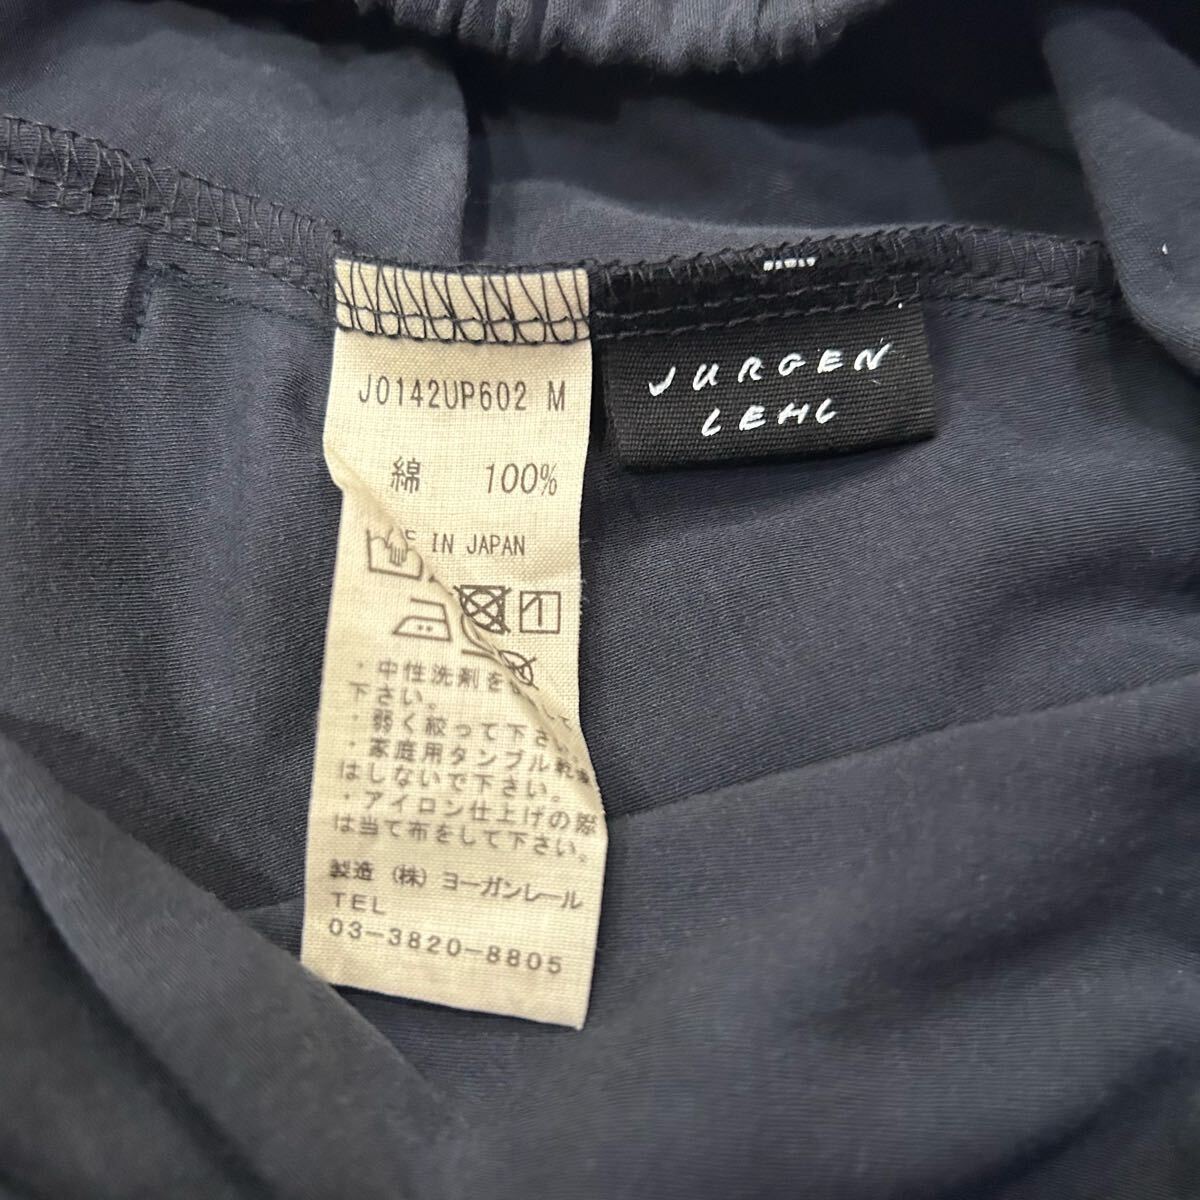 JURGEN
LEHL
J0142UP602 M
綿 100%
IN JAPAN
・中性洗剤を
下さい。
・弱く絞って下さ
・家庭用タンブル乾燥
はしないで下さい。
・アイロン仕上げの際
は当て布をして下さい。
製造 (株) ヨーガンレール
TEL
03-3820-8805